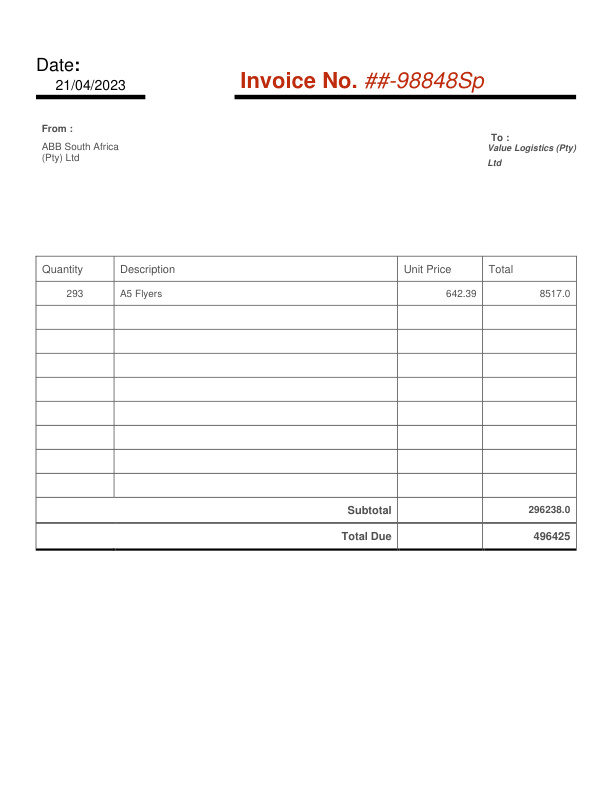 Date:
21/04/2023
Invoice No. ##-98848Sp
From :
ABB South Africa
(Pty) Ltd
To :
Value Logistics (Pty)
Ltd
Quantity Description Unit Price Total
293 A5 Flyers 642.39 8517.0
Subtotal 296238.0
Total Due 496425